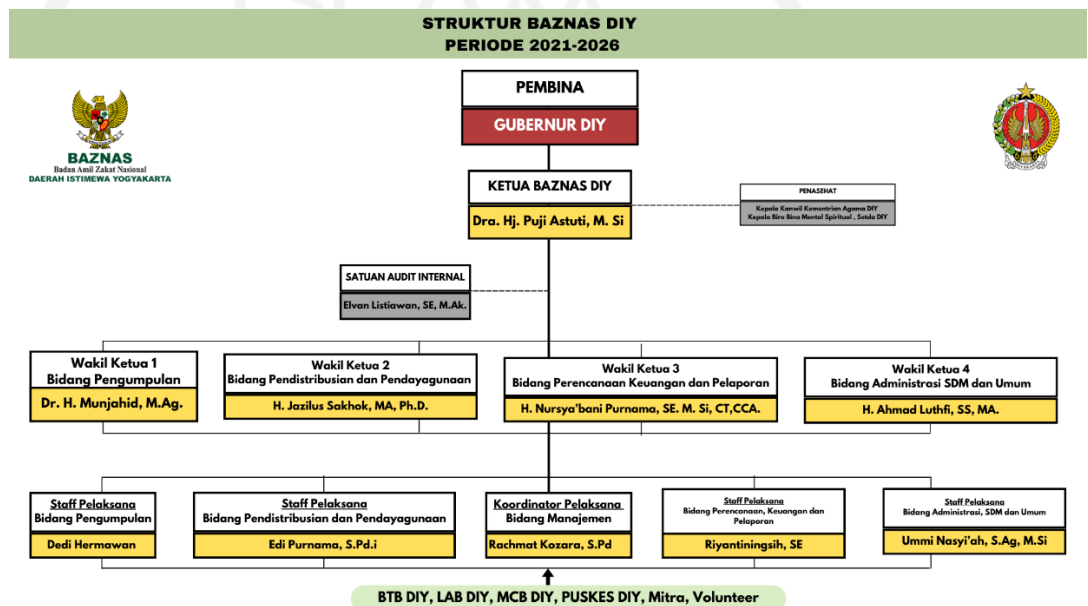 STRUKTUR BAZNAS DIY
PERIODE 2021-2026
BAZNAS
Badan Amil Zakat Nasional
DAERAH ISTIMEWA YOGYAKARTA
PEMBINA
GUBERNUR DIY
KETUA BAZNAS DIY
Dra. Hj. Puji Astuti, M. Si
PENASEHAT
Kepala Kanwil Kementrian Agama DIY
Kepala Biro Bina Mental Spiritual , Setda DIY
SATUAN AUDIT INTERNAL
Elvan Listiawan, SE, M.Ak.
Wakil Ketua 1
Bidang Pengumpulan
Dr. H. Munjahid, M.Ag.
Wakil Ketua 2
Bidang Pendistribusian dan Pendayagunaan
H. Jazilus Sakhok, MA, Ph.D.
Wakil Ketua 3
Bidang Perencanaan Keuangan dan Pelaporan
H. Nursya'bani Purnama, SE. M. Si, CT,CCA.
Wakil Ketua 4
Bidang Administrasi SDM dan Umum
H. Ahmad Luthfi, SS, MA.
Staff Pelaksana
Bidang Pengumpulan
Dedi Hermawan
Staff Pelaksana
Bidang Pendistribusian dan Pendayagunaan
Edi Purnama, S.Pd.i
Koordinator Pelaksana
Bidang Manajemen
Rachmat Kozara, S.Pd
Staff Pelaksana
Bidang Perencanaan, Keuangan dan
Pelaporan
Riyantiningsih, SE
Staff Pelaksana
Bidang Administrasi, SDM dan Umum
Ummi Nasyi'ah, S.Ag, M.Si
BTB DIY, LAB DIY, MCB DIY, PUSKES DIY, Mitra, Volunteer